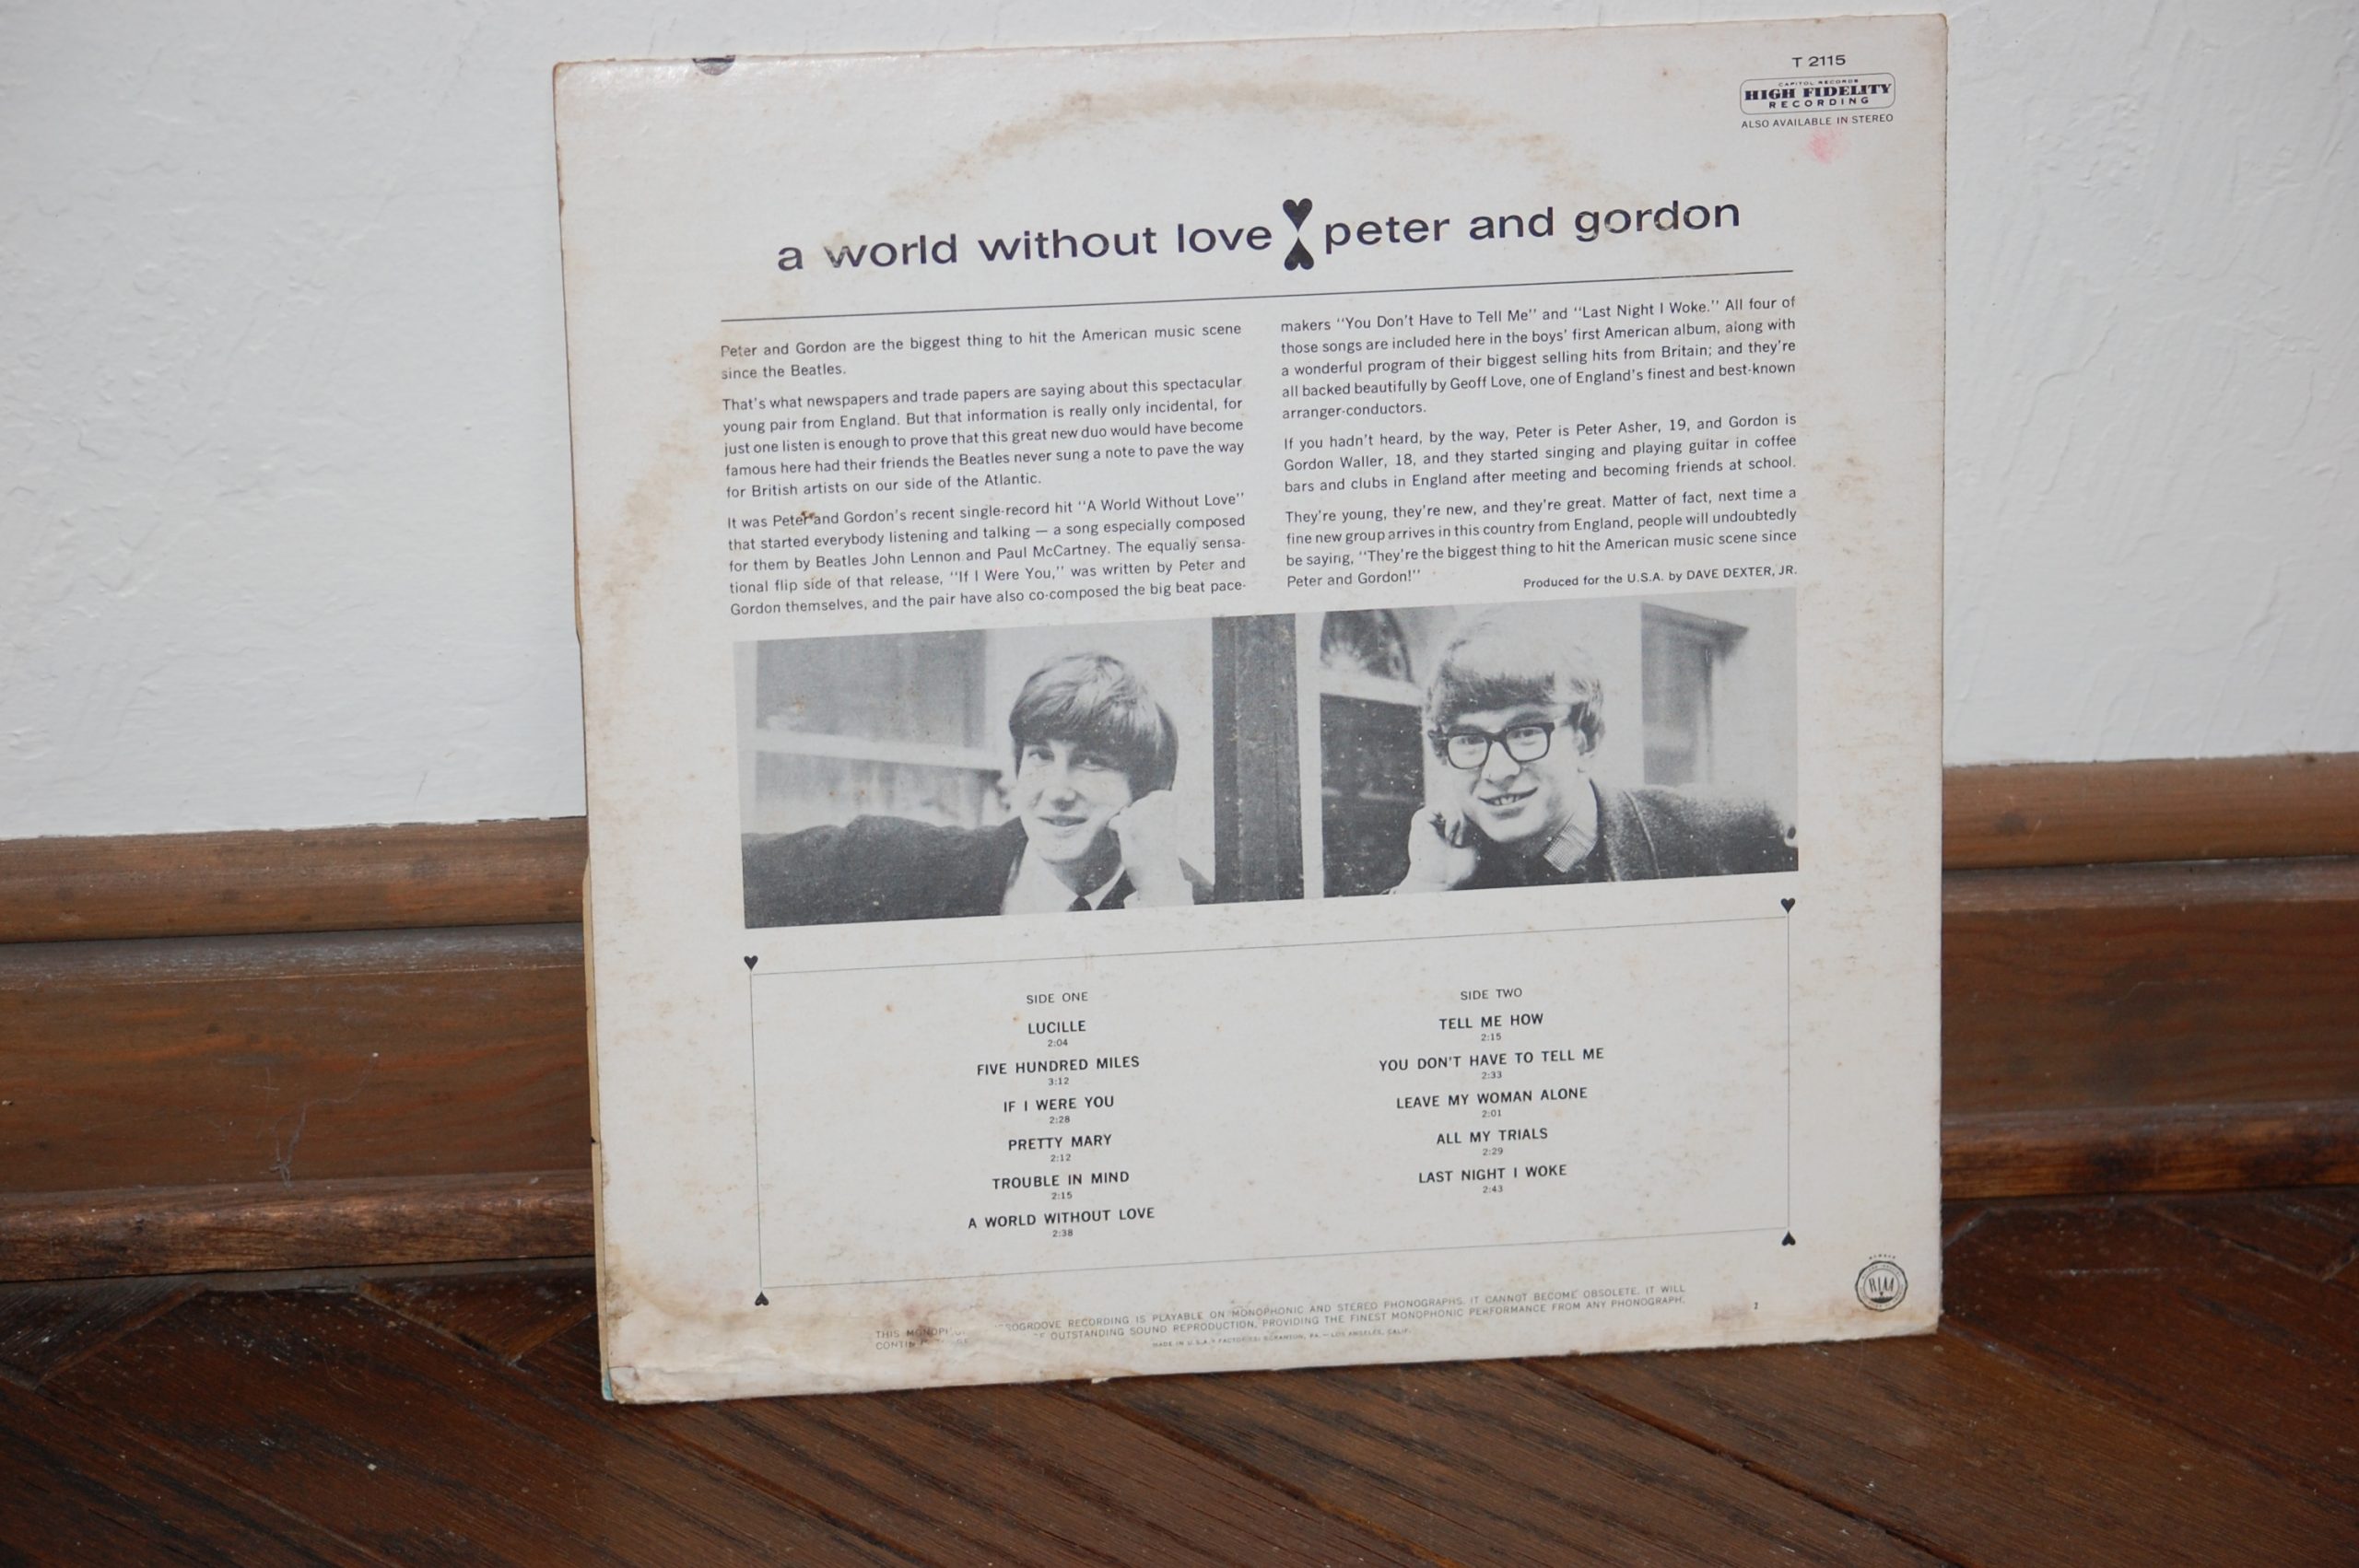 T 2115
CAPITOL RECORDS
HIGH FIDELITY
RECORDING
ALSO AVAILABLE IN STEREO
a world without love peter and gordon
Peter and Gordon are the biggest thing to hit the American music scene
since the Beatles.
That's what newspapers and trade papers are saying about this spectacular
young pair from England. But that information is really only incidental, for
just one listen is enough to prove that this great new duo would have become
famous here had their friends the Beatles never sung a note to pave the way
for British artists on our side of the Atlantic.
It was Peter and Gordon's recent single-record hit "A World Without Love"
that started everybody listening and talking — a song especially composed
for them by Beatles John Lennon and Paul McCartney. The equally sensa-
tional flip side of that release, "If I Were You," was written by Peter and
Gordon themselves, and the pair have also co-composed the big beat pace-
makers "You Don't Have to Tell Me" and "Last Night I Woke." All four of
those songs are included here in the boys' first American album, along with
a wonderful program of their biggest selling hits from Britain; and they're
all backed beautifully by Geoff Love, one of England's finest and best-known
arranger-conductors.
If you hadn't heard, by the way, Peter is Peter Asher, 19, and Gordon is
Gordon Waller, 18, and they started singing and playing guitar in coffee
bars and clubs in England after meeting and becoming friends at school.
They're young, they're new, and they're great. Matter of fact, next time a
fine new group arrives in this country from England, people will undoubtedly
be saying, "They're the biggest thing to hit the American music scene since
Peter and Gordon!"
Produced for the U.S.A. by DAVE DEXTER, JR.
SIDE ONE
LUCILLE
2:04
FIVE HUNDRED MILES
3:12
IF I WERE YOU
2:28
PRETTY MARY
2:12
TROUBLE IN MIND
2:15
A WORLD WITHOUT LOVE
2:38
SIDE TWO
TELL ME HOW
2:15
YOU DON'T HAVE TO TELL ME
2:33
LEAVE MY WOMAN ALONE
2:01
ALL MY TRIALS
2:29
LAST NIGHT I WOKE
2:43
THIS RECORDING IS PLAYABLE ON MONOPHONIC AND STEREO PHONOGRAPHS. IT CANNOT BECOME OBSOLETE. IT WILL
OUTSTANDING SOUND REPRODUCTION, PROVIDING THE FINEST MONOPHONIC PERFORMANCE FROM ANY PHONOGRAPH.
MADE IN U.S.A. • FACTORIES: SCRANTON, PA. — LOS ANGELES, CALIF.
2
RIAA